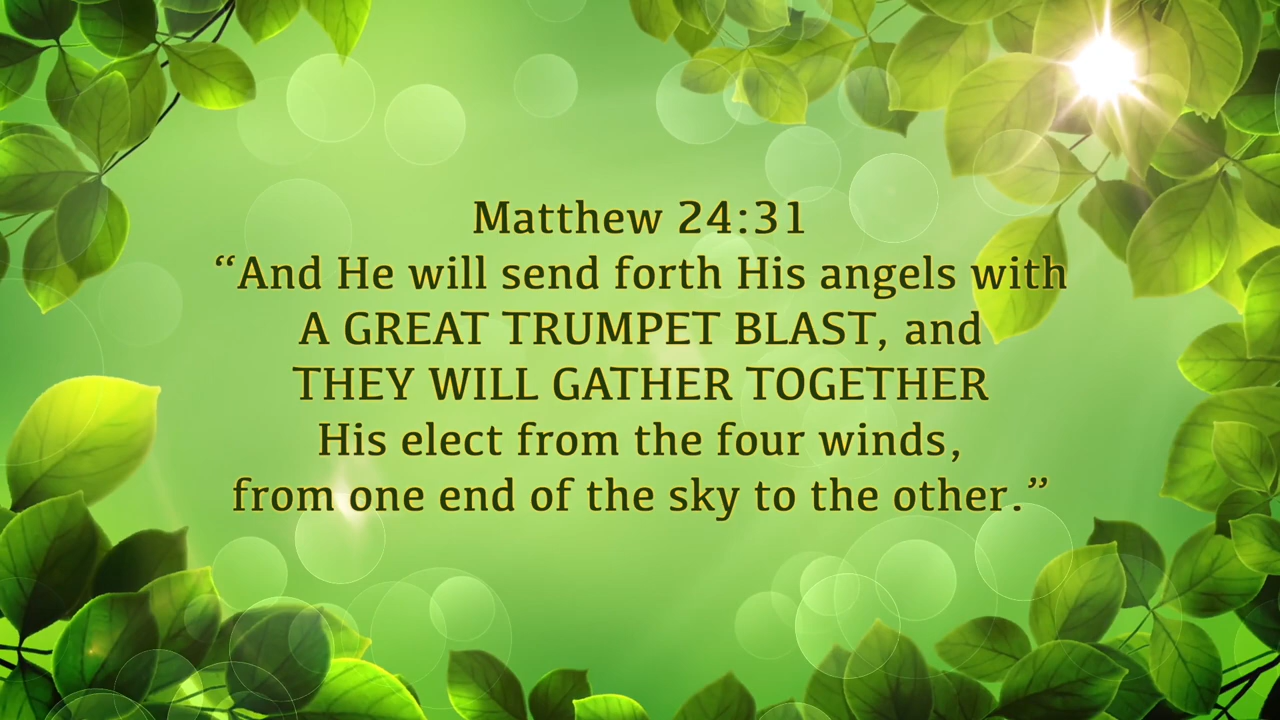 Matthew 24:31
“And He will send forth His angels with
A GREAT TRUMPET BLAST, and
THEY WILL GATHER TOGETHER
His elect from the four winds,
from one end of the sky to the other.”